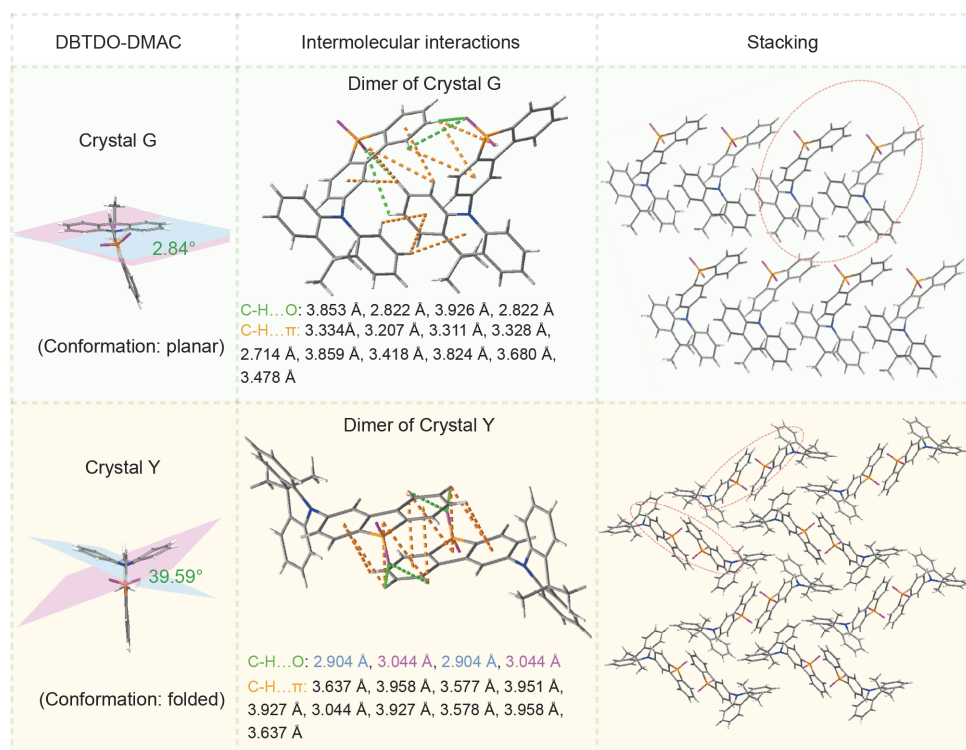 DBTDO-DMAC
Intermolecular interactions
Stacking
Crystal G
2.84°
(Conformation: planar)
Dimer of Crystal G
C-H…O: 3.853 Å, 2.822 Å, 3.926 Å, 2.822 Å
C-H…π: 3.334Å, 3.207 Å, 3.311 Å, 3.328 Å,
2.714 Å, 3.859 Å, 3.418 Å, 3.824 Å, 3.680 Å,
3.478 Å
Crystal Y
39.59°
(Conformation: folded)
Dimer of Crystal Y
C-H…O: 2.904 Å, 3.044 Å, 2.904 Å, 3.044 Å
C-H…π: 3.637 Å, 3.958 Å, 3.577 Å, 3.951 Å,
3.927 Å, 3.044 Å, 3.927 Å, 3.578 Å, 3.958 Å,
3.637 Å